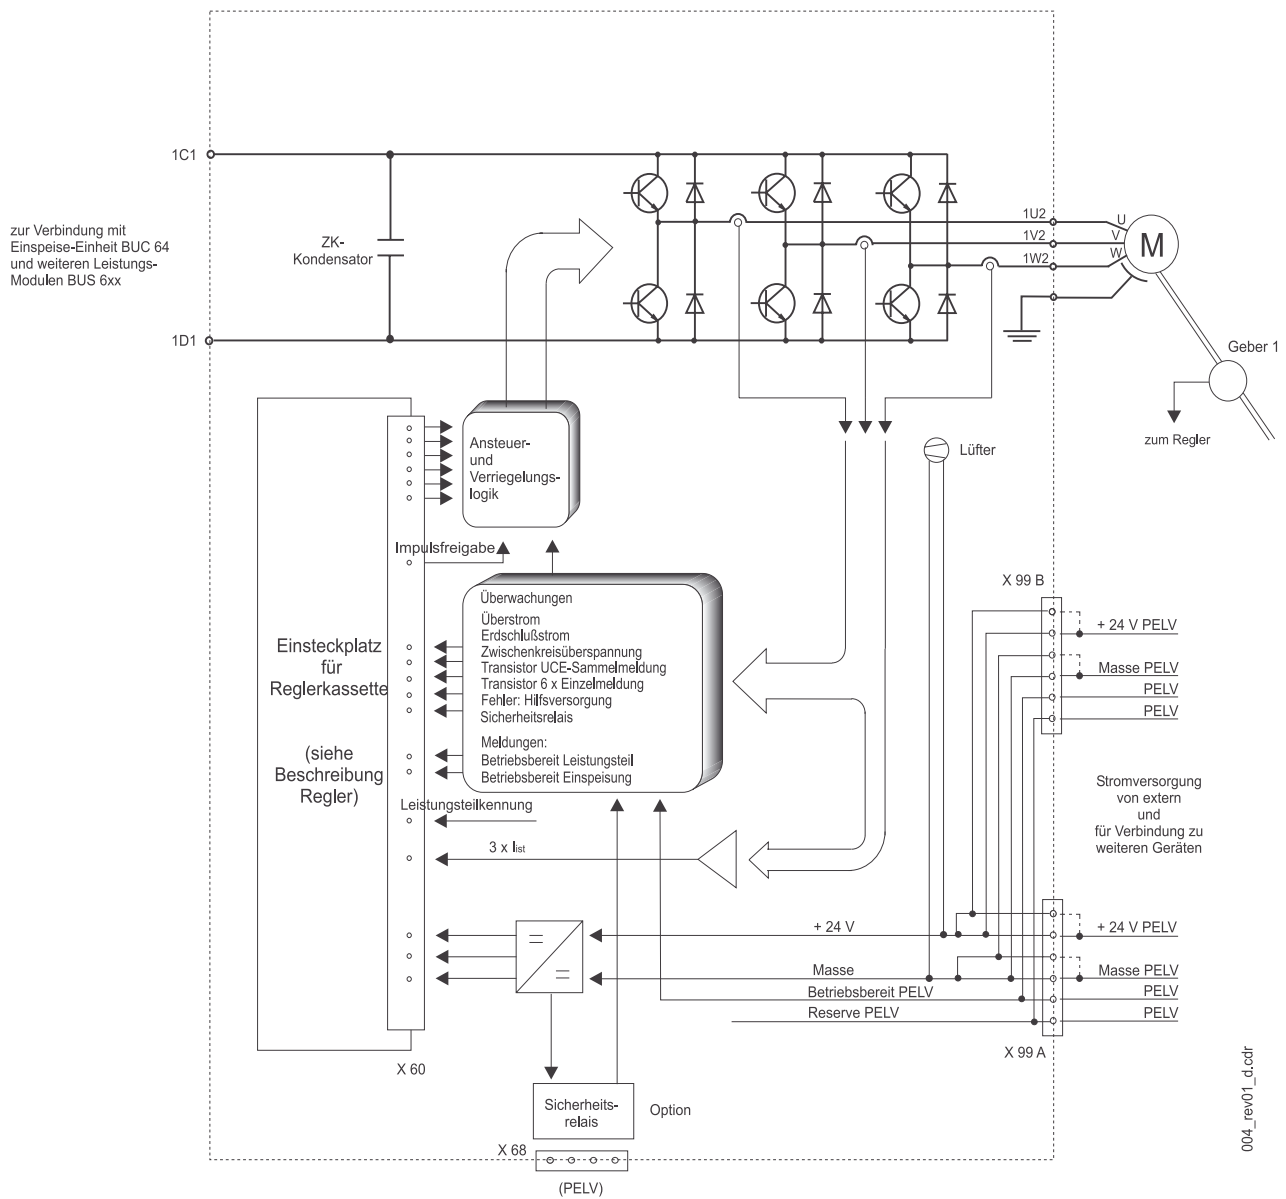 1C1
zur Verbindung mit
Einspeise-Einheit BUC 64
und weiteren Leistungs-
Modulen BUS 6xx
ZK-
Kondensator
1D1
1U2
1V2
1W2
U
V
W
M
Geber 1
zum Regler
Ansteuer-
und
Verriegelungs-
logik
Lüfter
Impulsfreigabe
Einsteckplatz
für
Reglerkassette
(siehe
Beschreibung
Regler)
Überwachungen
Überstrom
Erdschlußstrom
Zwischenkreisüberspannung
Transistor UCE-Sammelmeldung
Transistor 6 x Einzelmeldung
Fehler: Hilfsversorgung
Sicherheitsrelais
Meldungen:
Betriebsbereit Leistungsteil
Betriebsbereit Einspeisung
Leistungsteilkennung
3 x Iist
X 99 B
+ 24 V PELV
Masse PELV
PELV
PELV
Stromversorgung
von extern
und
für Verbindung zu
weiteren Geräten
+ 24 V
Masse
Betriebsbereit PELV
Reserve PELV
+ 24 V PELV
Masse PELV
PELV
PELV
X 99 A
X 60
Sicherheits-
relais
Option
X 68
(PELV)
004_rev01_d.cdr